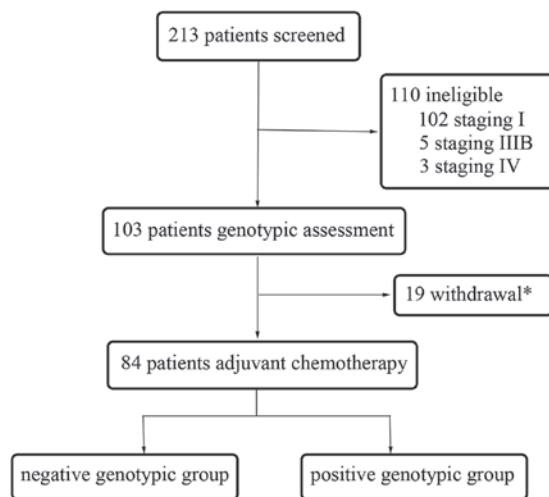 213 patients screened
110 ineligible
102 staging I
5 staging IIIB
3 staging IV
103 patients genotypic assessment
19 withdrawal*
84 patients adjuvant chemotherapy
negative genotypic group
positive genotypic group